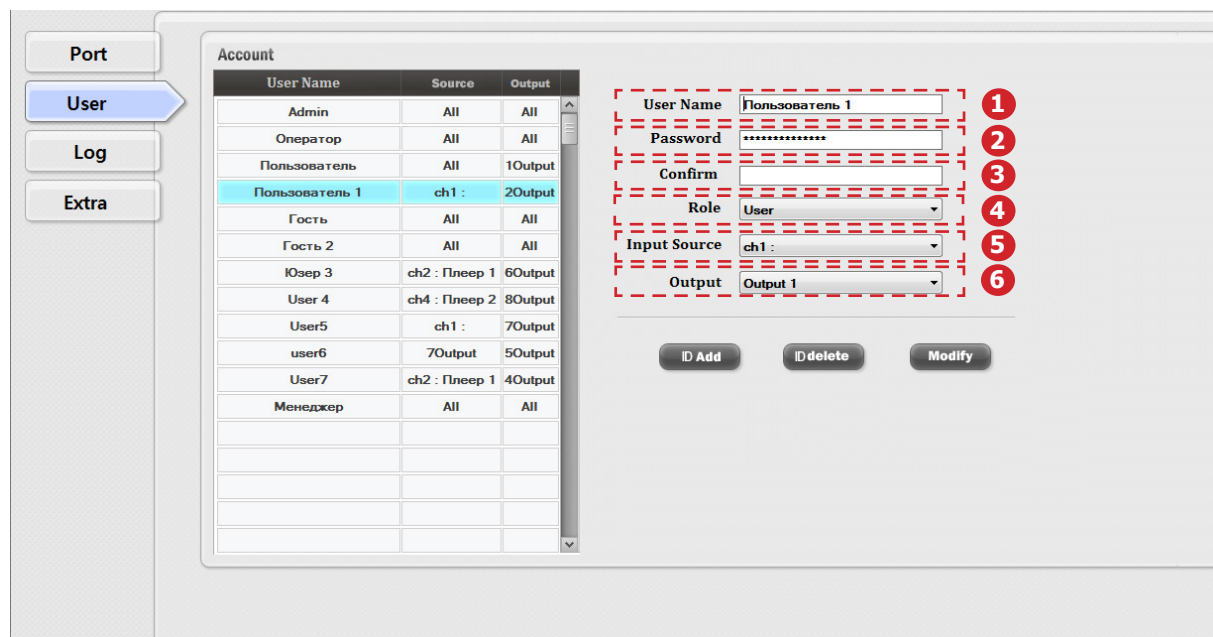 Port
User
Log
Extra
Account
User Name Source Output
Admin All All
Оператор All All
Пользователь All 1Output
Пользователь 1 ch1 : 2Output
Гость All All
Гость 2 All All
Юзер 3 ch2 : Плеер 1 6Output
User 4 ch4 : Плеер 2 8Output
User5 ch1 : 7Output
user6 7Output 5Output
User7 ch2 : Плеер 1 4Output
Менеджер All All
User Name Пользователь 1 1
Password ************** 2
Confirm 3
Role User 4
Input Source ch1 : 5
Output Output 1 6
ID Add ID delete Modify